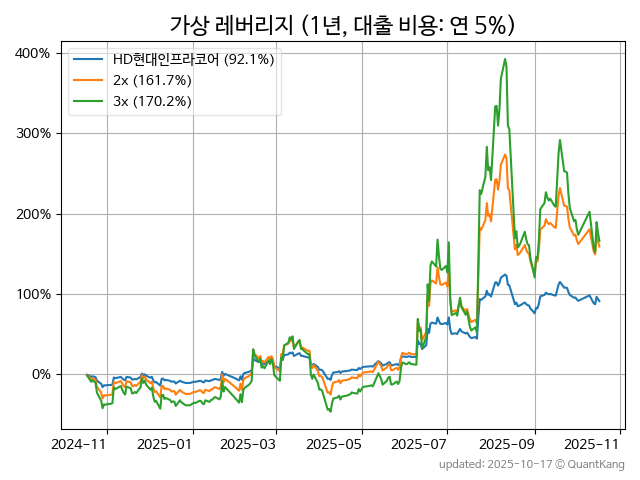 가상 레버리지 (1년, 대출 비용: 연 5%)
HD현대인프라코어 (92.1%)
2x (161.7%)
3x (170.2%)
400%
300%
200%
100%
0%
2024-11
2025-01
2025-03
2025-05
2025-07
2025-09
2025-11
updated: 2025-10-17 © QuantKang